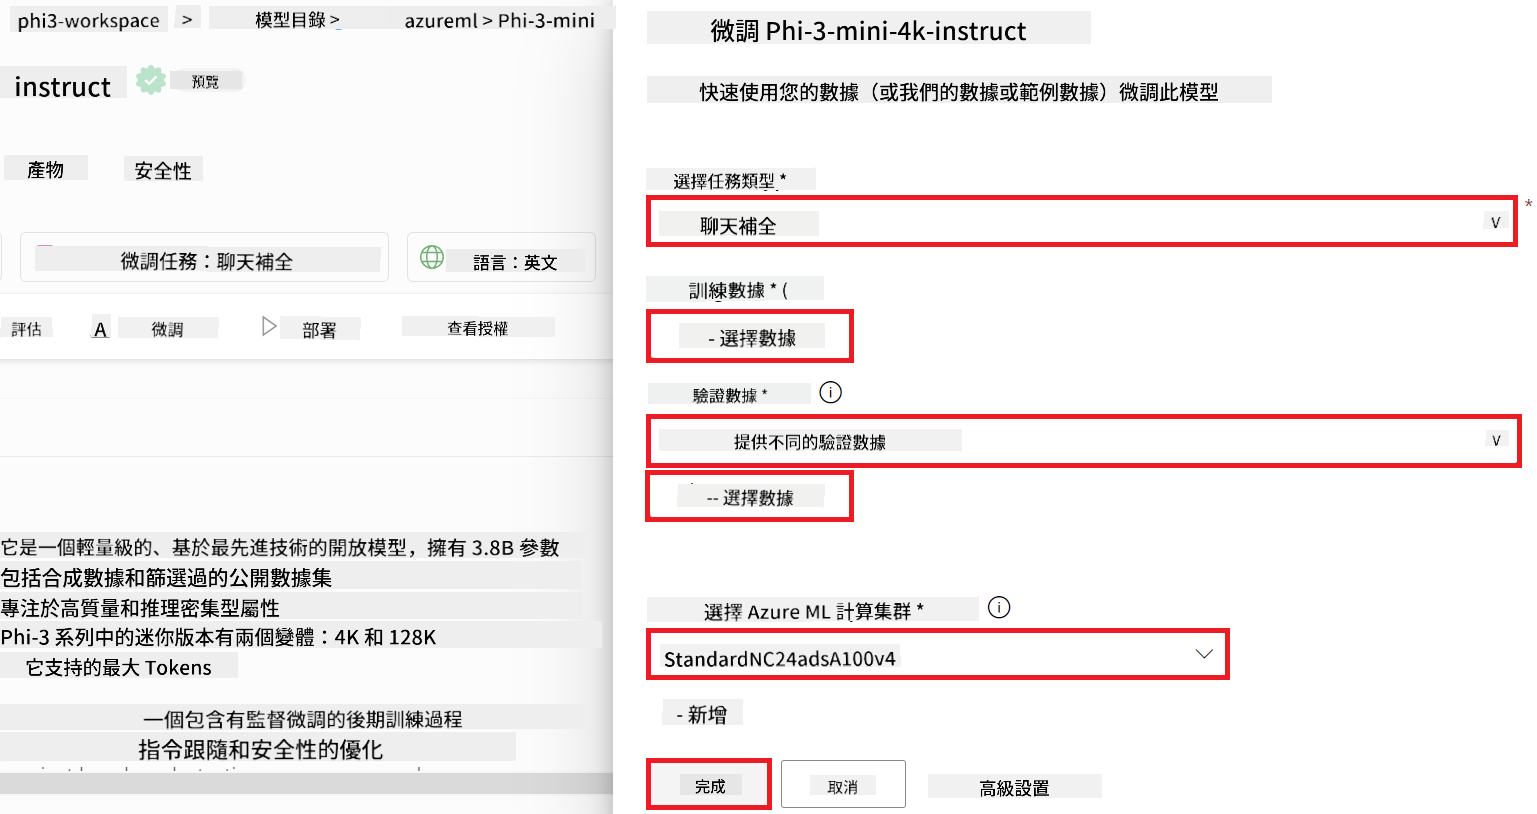 phi3-workspace > 模型目錄 > azureml > Phi-3-mini
instruct 預覽
產物 安全性
微調任務：聊天補全 語言：英文
評估 A 微調 部署 查看授權
它是一個輕量級的、基於最先進技術的開放模型，擁有 3.8B 參數
包括合成數據和篩選過的公開數據集
專注於高質量和推理密集型屬性
Phi-3 系列中的迷你版本有兩個變體：4K 和 128K
它支持的最大 Tokens
一個包含有監督微調的後期訓練過程
指令跟隨和安全性的優化
微調 Phi-3-mini-4k-instruct
快速使用您的數據（或我們的數據或範例數據）微調此模型
選擇任務類型 *
聊天補全 V
*
訓練數據 * (
- 選擇數據
驗證數據 *
提供不同的驗證數據 V
-- 選擇數據
選擇 Azure ML 計算集群 *
StandardNC24adsA100v4
- 新增
完成 取消 高級設置